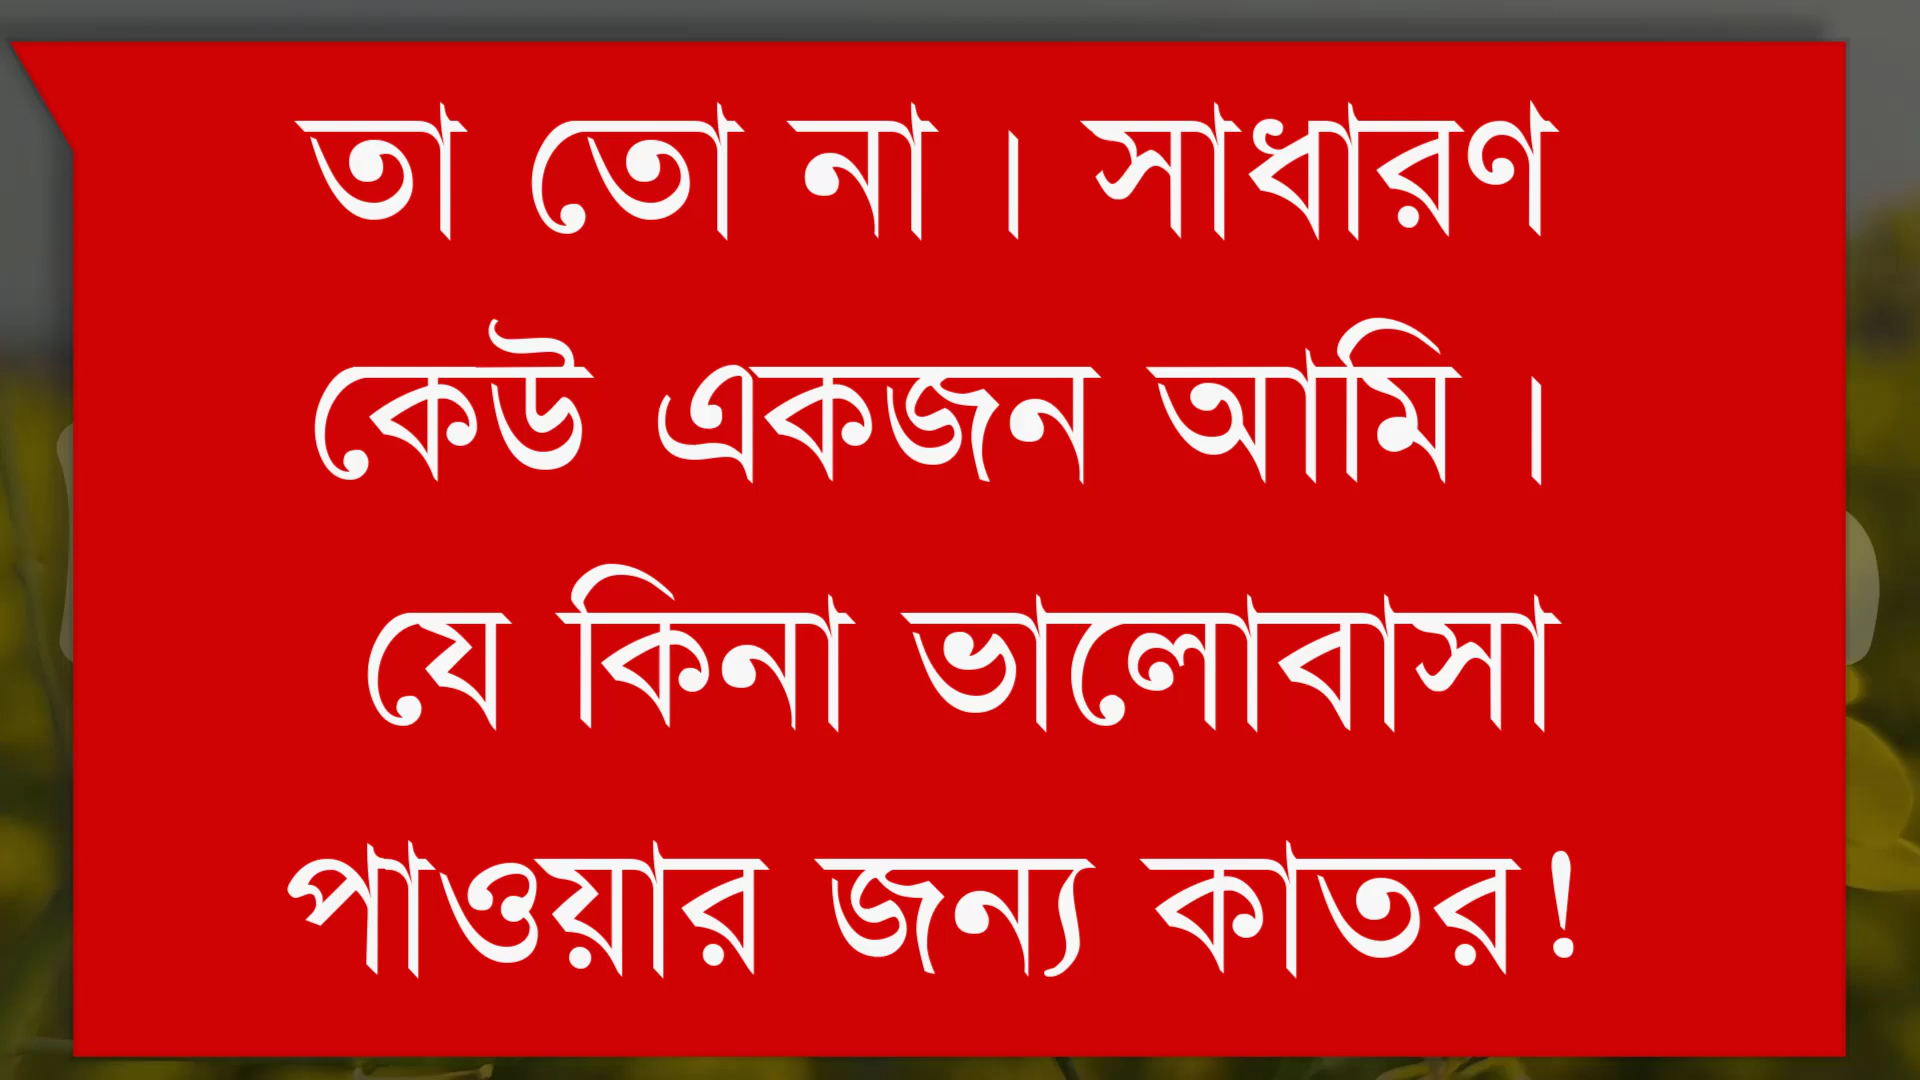 তা তো না । সাধারণ
কেউ একজন আমি ।
যে কিনা ভালোবাসা
পাওয়ার জন্য কাতর!